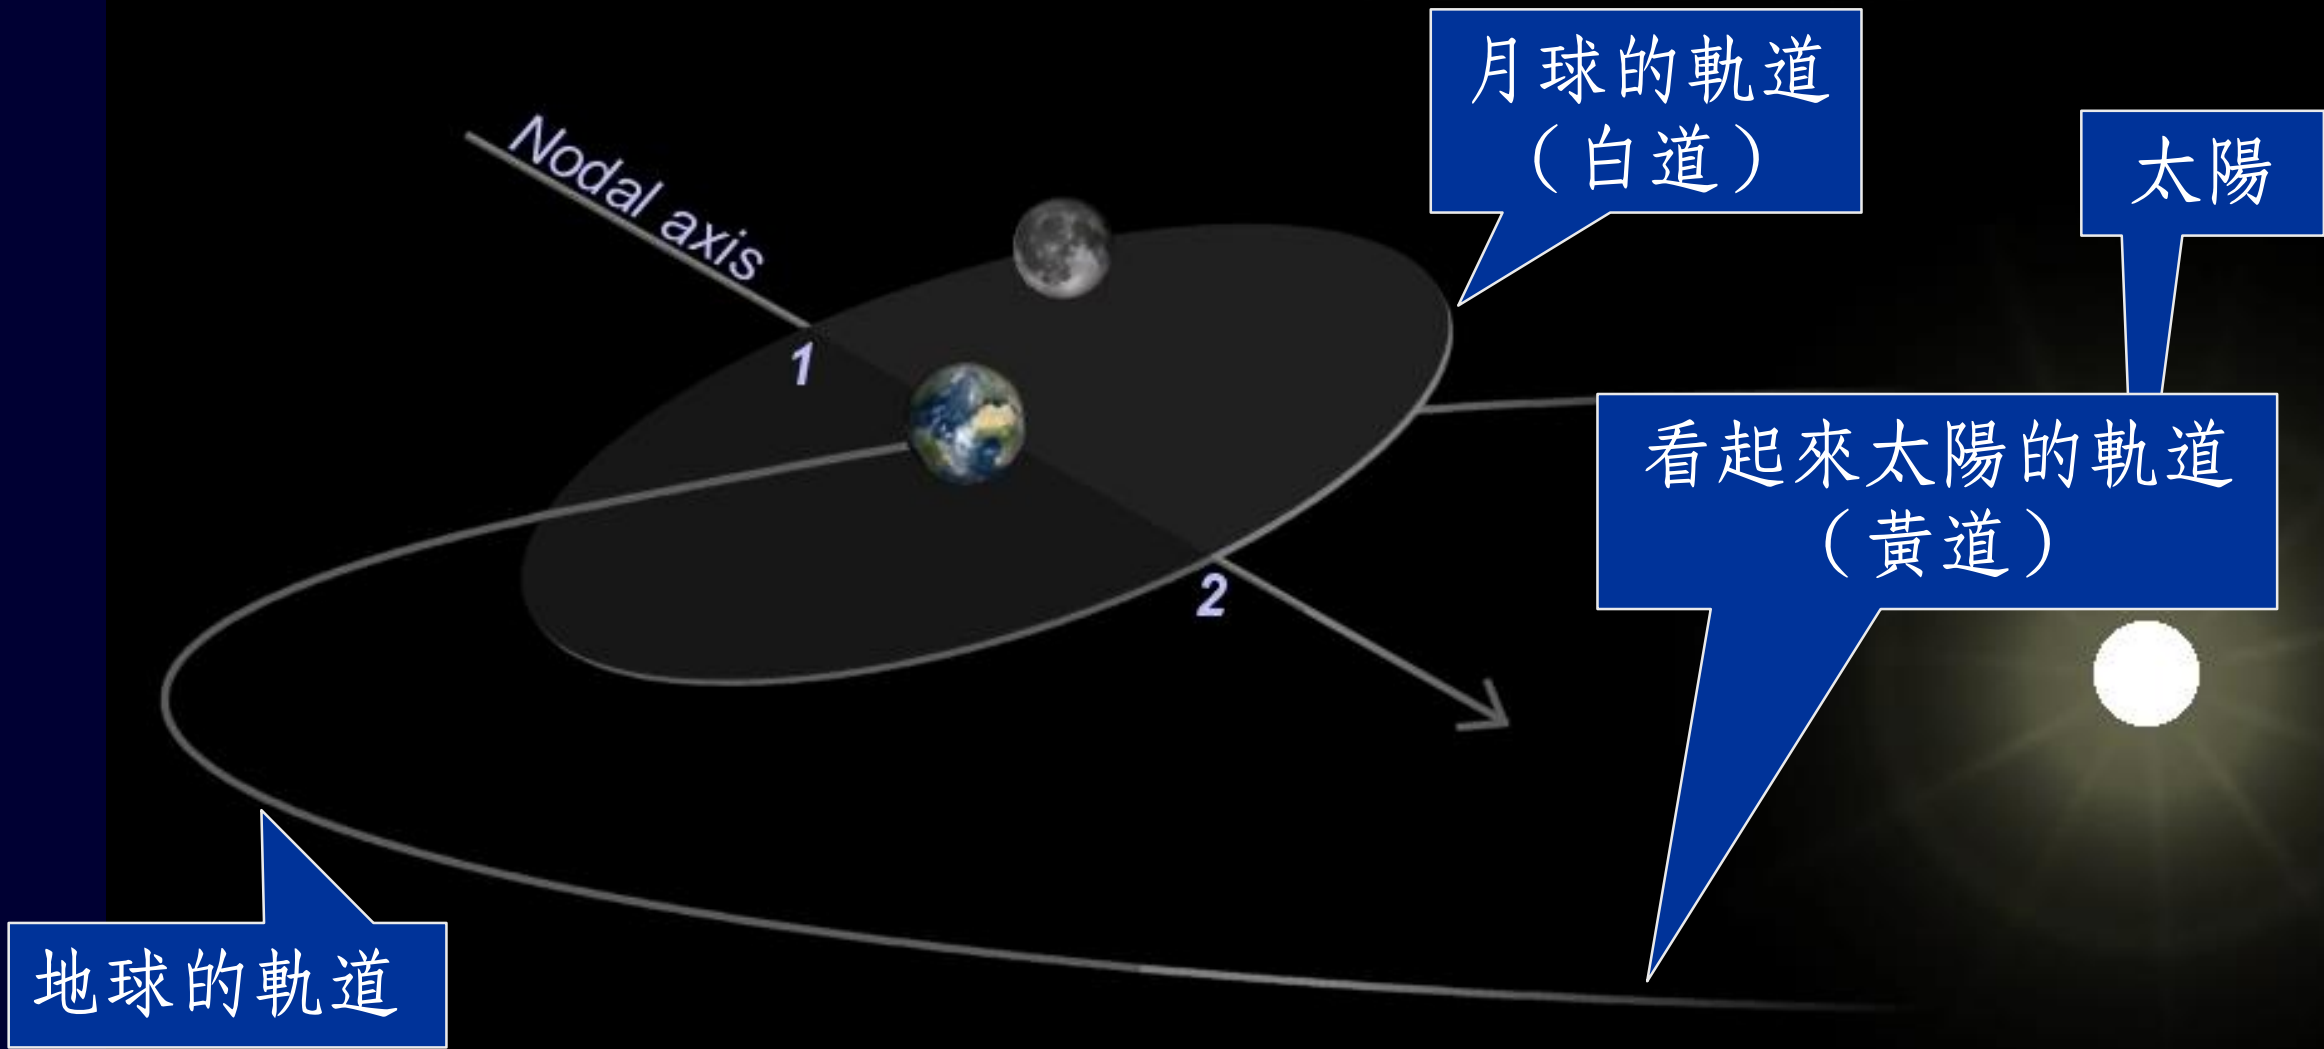 月球的軌道
（白道）
太陽
Nodal axis
1
看起來太陽的軌道
（黃道）
2
地球的軌道